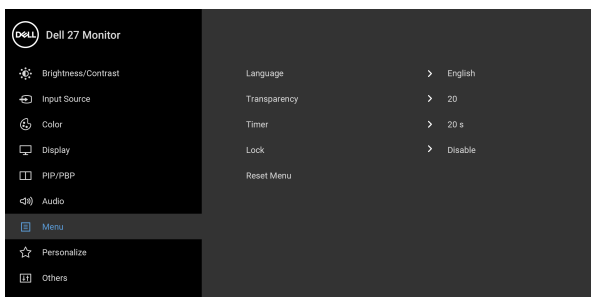 DELL Dell 27 Monitor
Brightness/Contrast
Input Source
Color
Display
PIP/PBP
Audio
Menu
Personalize
Others
Language > English
Transparency > 20
Timer > 20 s
Lock > Disable
Reset Menu